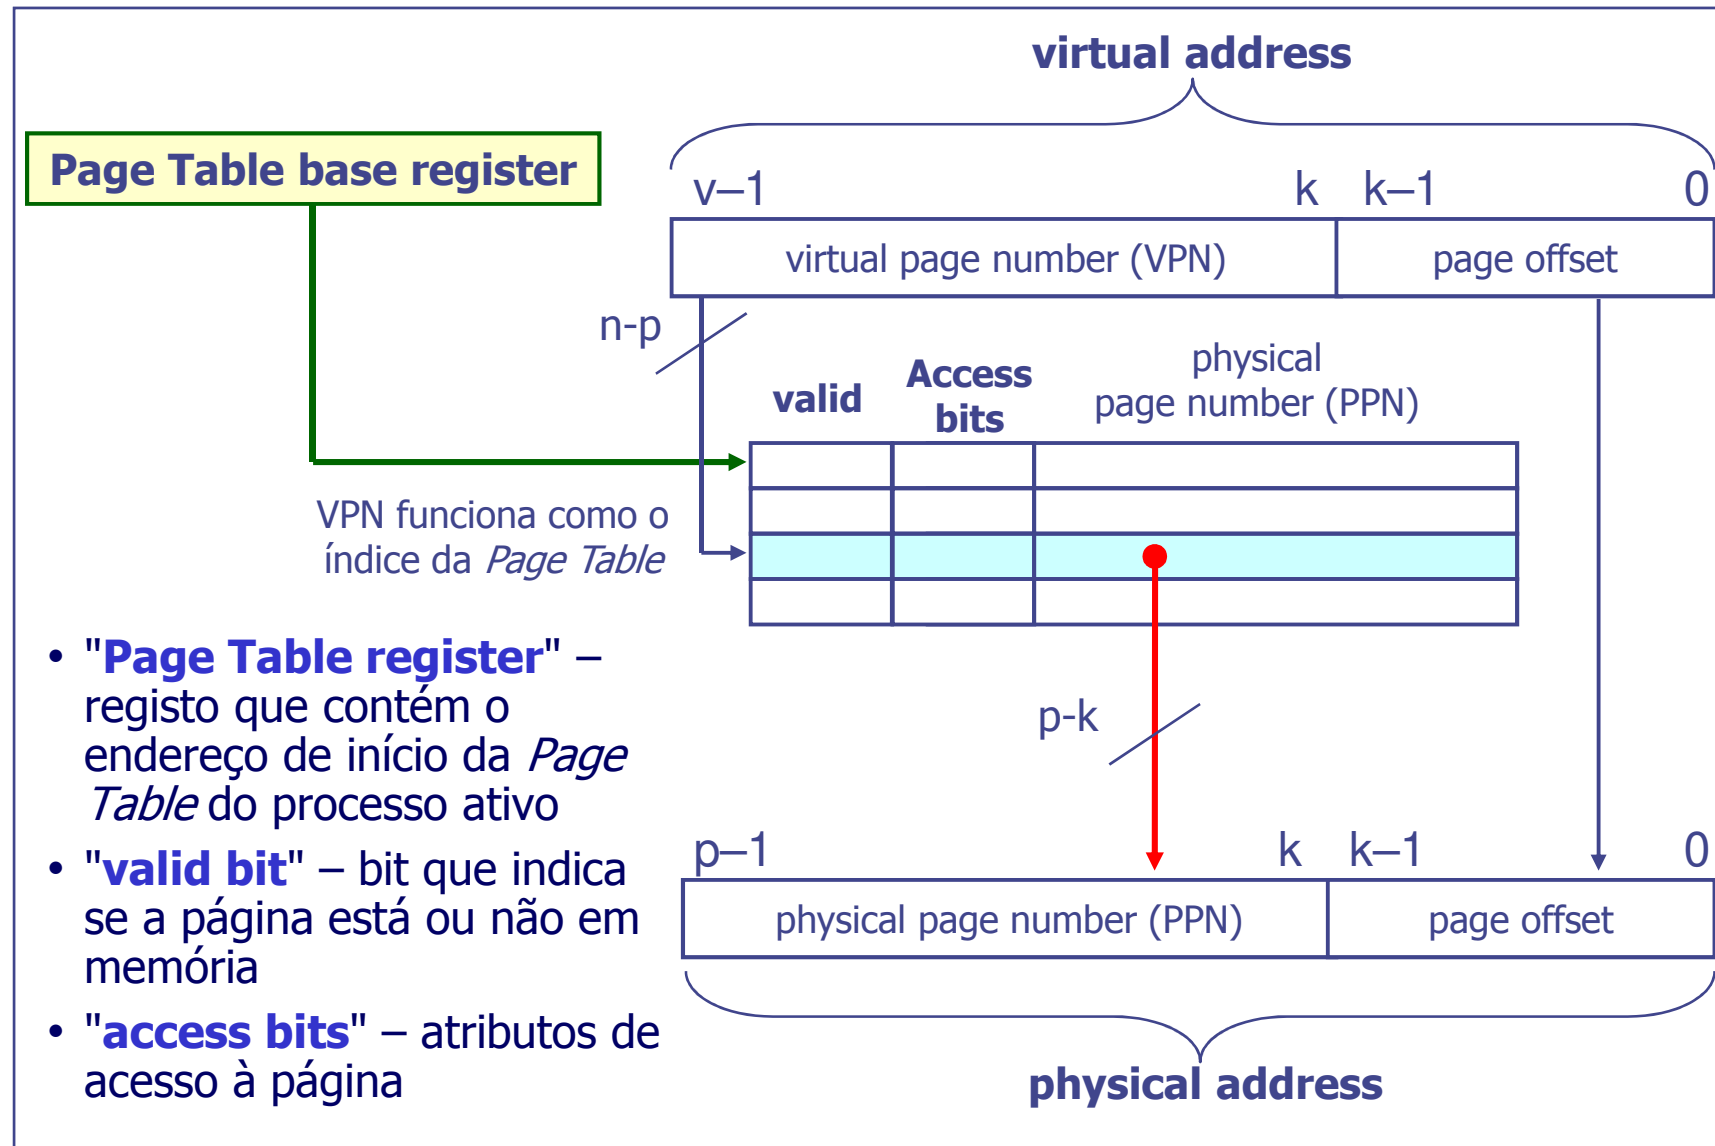 virtual address
Page Table base register
v–1 k k–1 0
virtual page number (VPN) page offset
n-p
valid
Access
bits
physical
page number (PPN)
VPN funciona como o
índice da Page Table
p-k
• "Page Table register" –
registo que contém o
endereço de início da Page
Table do processo ativo
• "valid bit" – bit que indica
se a página está ou não em
memória
• "access bits" – atributos de
acesso à página
p–1 k k–1 0
physical page number (PPN) page offset
physical address